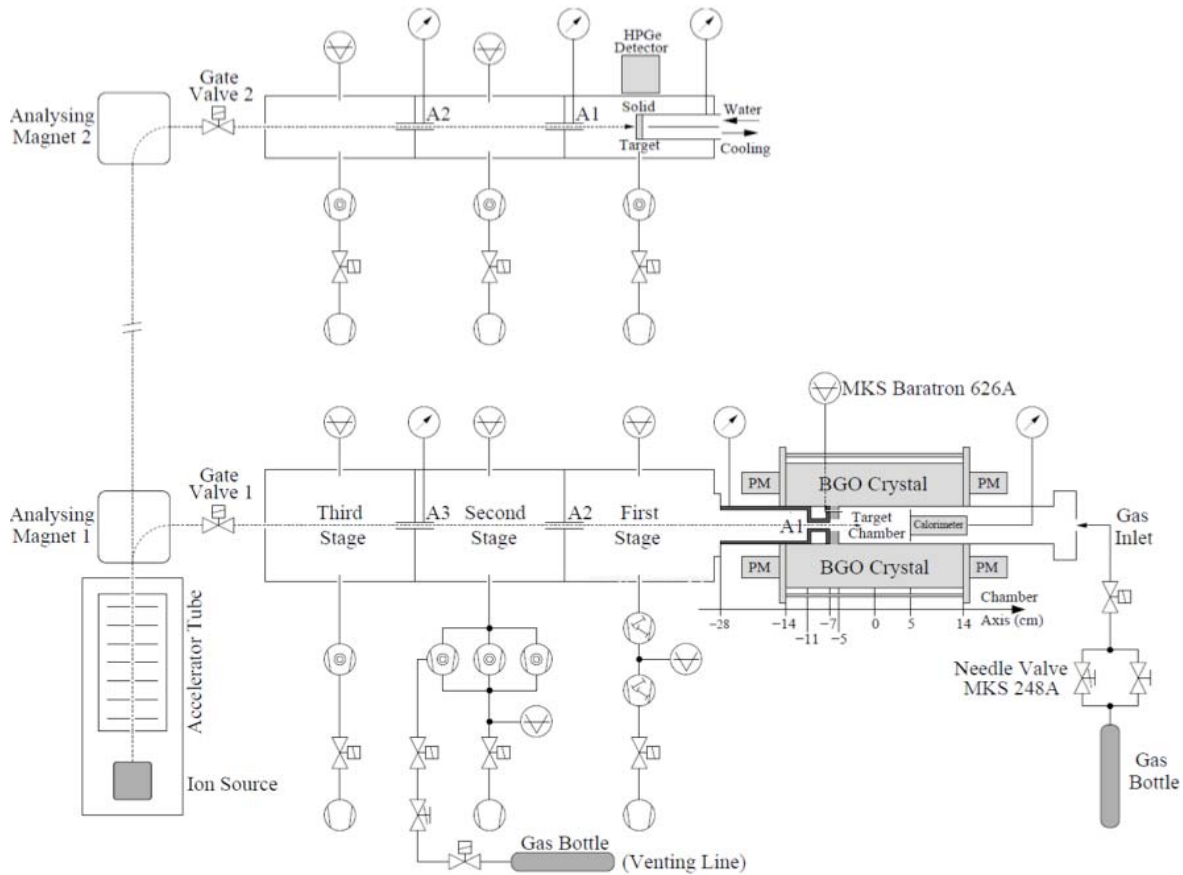 HPGe
Detector
Gate
Valve 2
Analysing
Magnet 2
A2
A1
Solid
Target
Water
Cooling
MKS Baratron 626A
Gate
Valve 1
Analysing
Magnet 1
Third
Stage
A3
Second
Stage
A2
First
Stage
PM
BGO Crystal
PM
A1
Target
Chamber
Calorimeter
Gas
Inlet
PM
BGO Crystal
PM
Chamber
Axis (cm)
−28
−14
−11
−7
−5
0
5
14
Accelerator Tube
Needle Valve
MKS 248A
Ion Source
Gas
Bottle
Gas Bottle
(Venting Line)